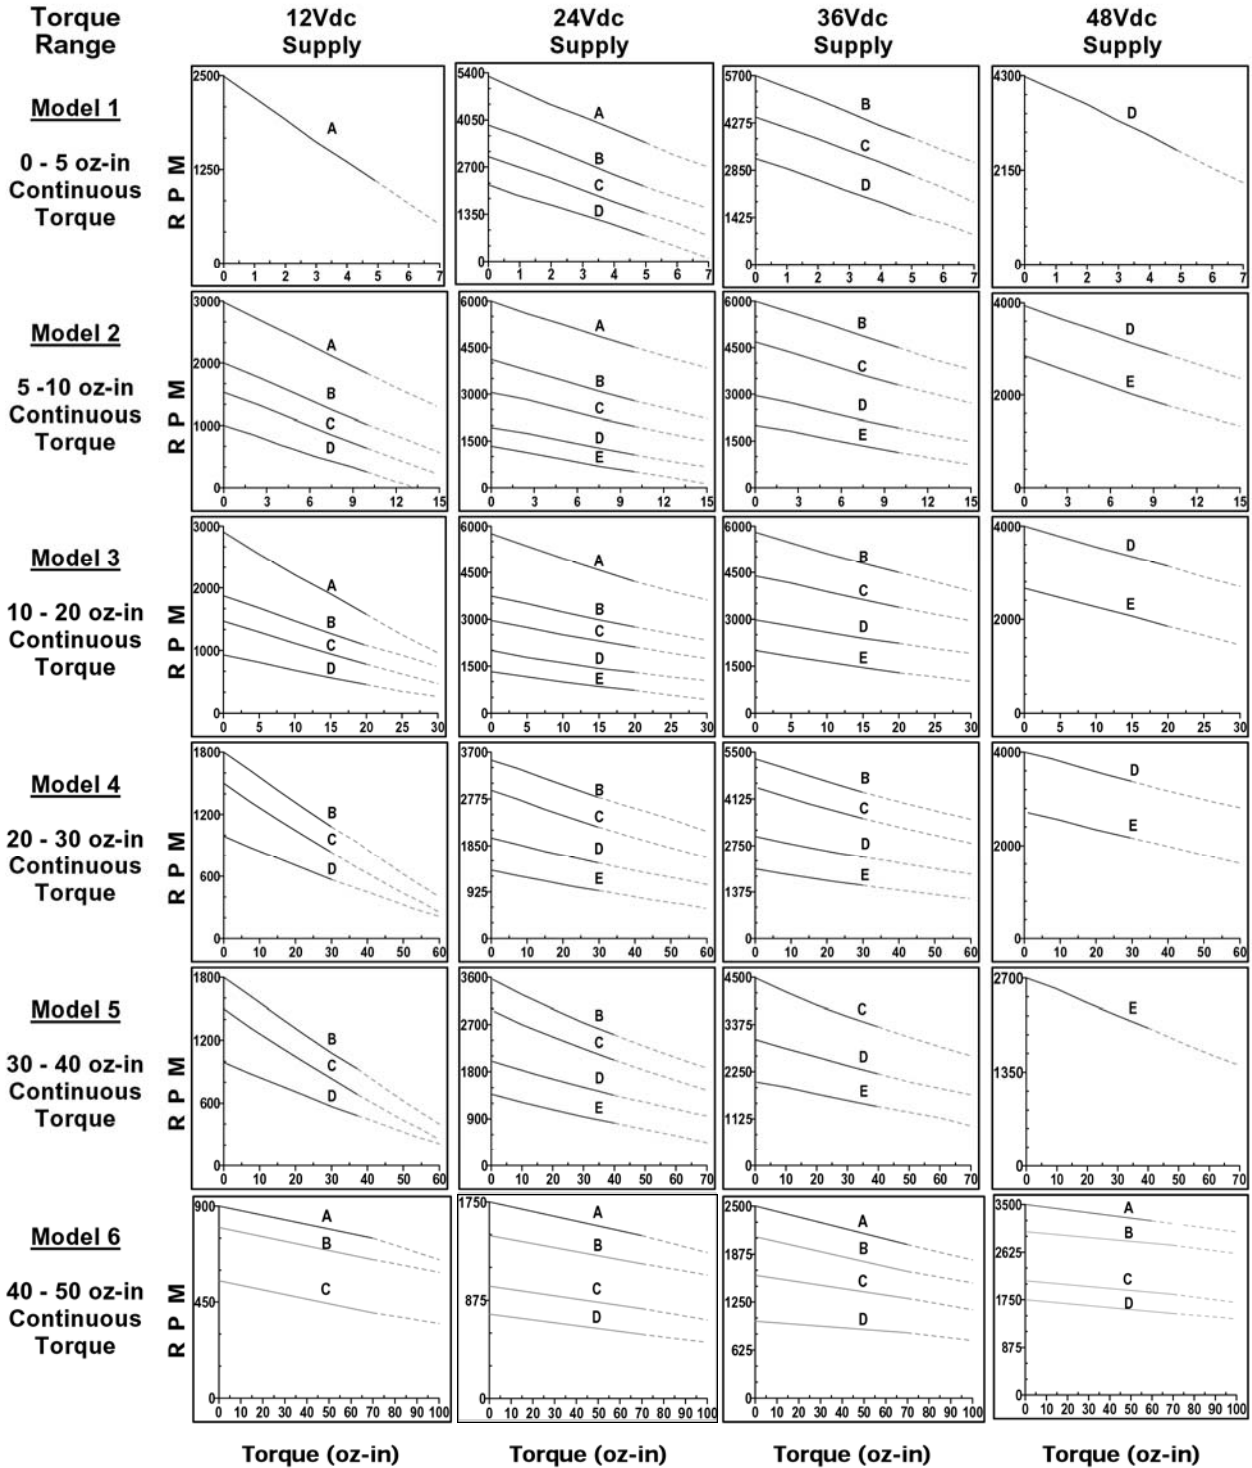 Torque
Range
12Vdc
Supply
24Vdc
Supply
36Vdc
Supply
48Vdc
Supply
Model 1
0 - 5 oz-in
Continuous
Torque
R P M
2500
1250
0
A
0 1 2 3 4 5 6 7
5400
4050
2700
1350
0
A
B
C
D
0 1 2 3 4 5 6 7
5700
4275
2850
1425
0
B
C
D
0 1 2 3 4 5 6 7
4300
2150
0
D
0 1 2 3 4 5 6 7
Model 2
5 -10 oz-in
Continuous
Torque
R P M
3000
2000
1000
0
A
B
C
D
0 3 6 9 12 15
6000
4500
3000
1500
0
A
B
C
D
E
0 3 6 9 12 15
6000
4500
3000
1500
0
B
C
D
E
0 3 6 9 12 15
4000
2000
0
D
E
0 3 6 9 12 15
Model 3
10 - 20 oz-in
Continuous
Torque
R P M
3000
2000
1000
0
A
B
C
D
0 5 10 15 20 25 30
6000
4500
3000
1500
0
A
B
C
D
E
0 5 10 15 20 25 30
6000
4500
3000
1500
0
B
C
D
E
0 5 10 15 20 25 30
4000
2000
0
D
E
0 5 10 15 20 25 30
Model 4
20 - 30 oz-in
Continuous
Torque
R P M
1800
1200
600
0
B
C
D
0 10 20 30 40 50 60
3700
2775
1850
925
0
B
C
D
E
0 10 20 30 40 50 60
5500
4125
2750
1375
0
B
C
D
E
0 10 20 30 40 50 60
4000
2000
0
D
E
0 10 20 30 40 50 60
Model 5
30 - 40 oz-in
Continuous
Torque
R P M
1800
1200
600
0
B
C
D
0 10 20 30 40 50 60
3600
2700
1800
900
0
B
C
D
E
0 10 20 30 40 50 60 70
4500
3375
2250
1125
0
C
D
E
0 10 20 30 40 50 60 70
2700
1350
0
E
0 10 20 30 40 50 60 70
Model 6
40 - 50 oz-in
Continuous
Torque
R P M
900
450
0
A
B
C
0 10 20 30 40 50 60 70 80 90 100
1750
875
0
A
B
C
D
0 10 20 30 40 50 60 70 80 90 100
2500
1875
1250
625
0
A
B
C
D
0 10 20 30 40 50 60 70 80 90 100
3500
2625
1750
875
0
A
B
C
D
0 10 20 30 40 50 60 70 80 90 100
Torque (oz-in)
Torque (oz-in)
Torque (oz-in)
Torque (oz-in)